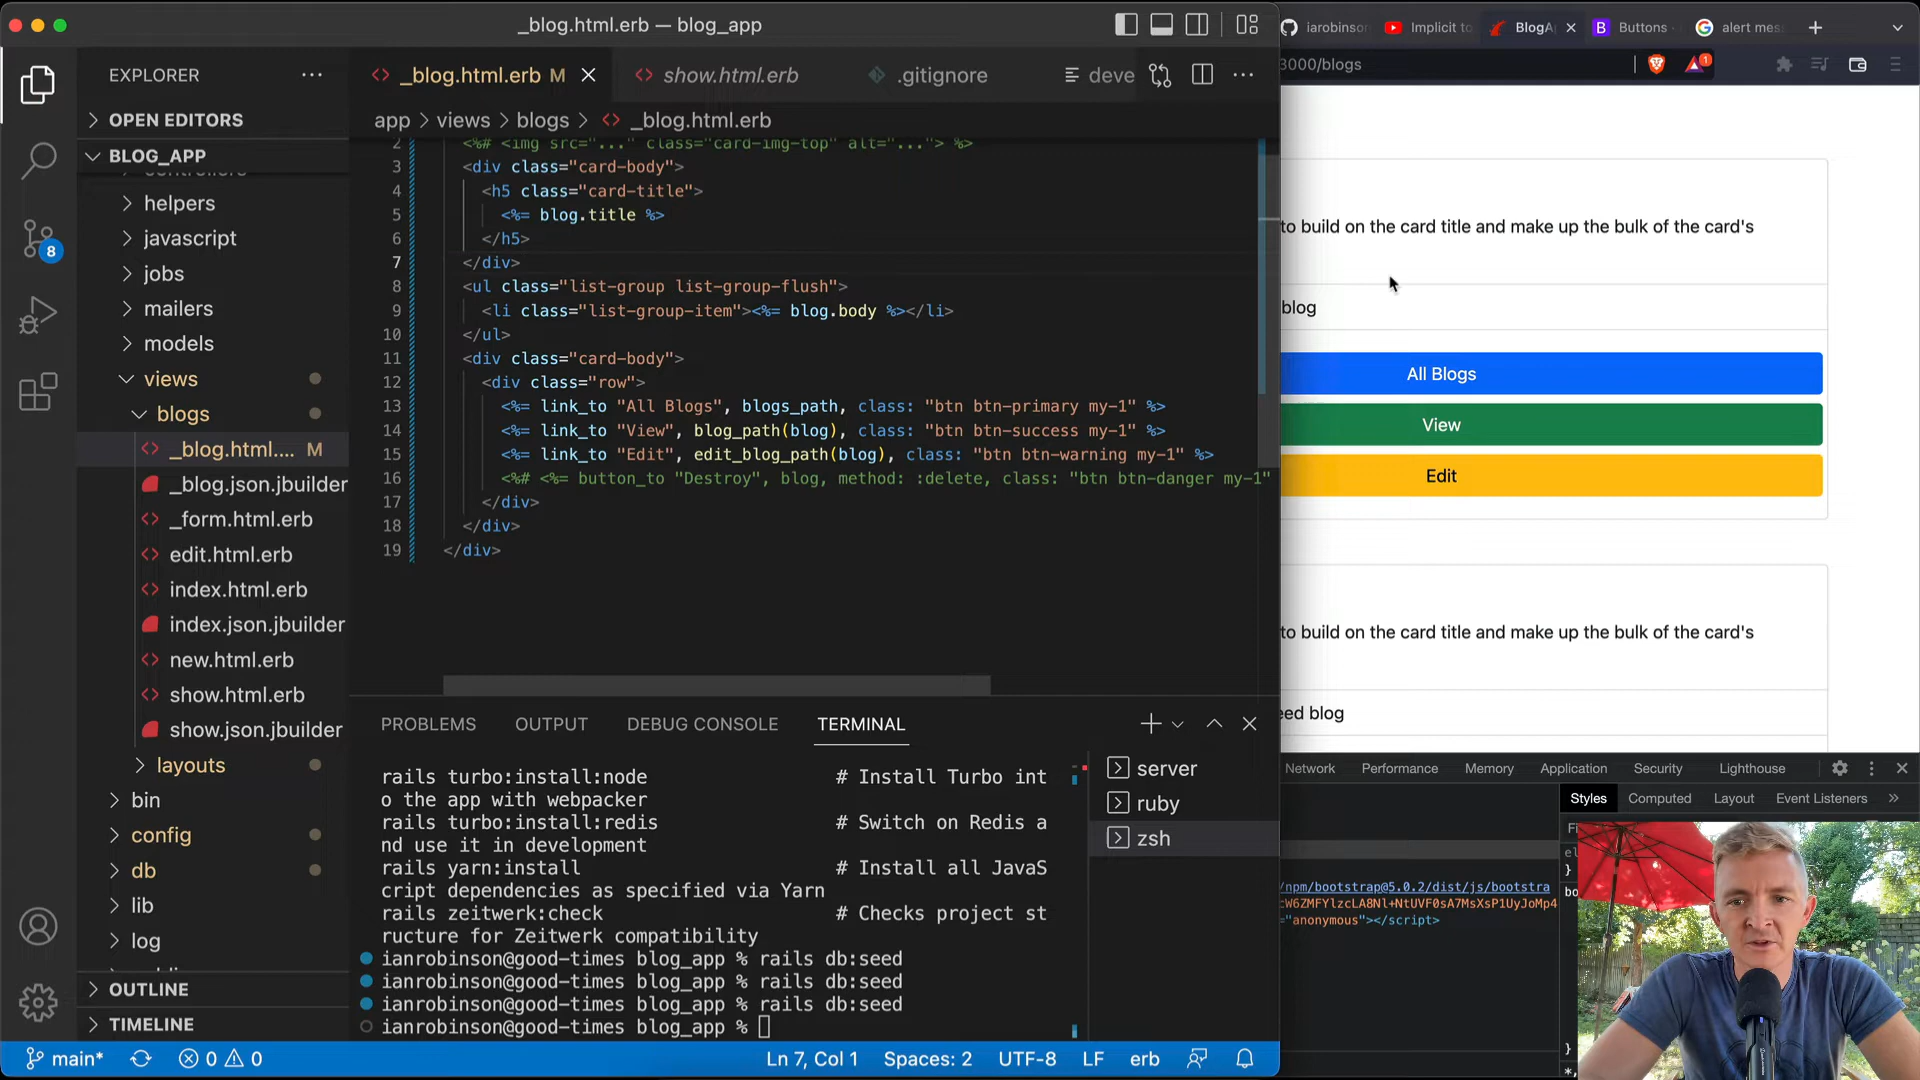 _blog.html.erb — blog_app
EXPLORER
OPEN EDITORS
BLOG_APP
helpers
javascript
jobs
mailers
models
views
blogs
_blog.html.... M
_blog.json.jbuilder
_form.html.erb
edit.html.erb
index.html.erb
index.json.jbuilder
new.html.erb
show.html.erb
show.json.jbuilder
layouts
bin
config
db
lib
log
OUTLINE
TIMELINE
8
_blog.html.erb M
show.html.erb
.gitignore
deve
app > views > blogs > _blog.html.erb
2 <%# <img src="..." class="card-img-top" alt="..."> %>
3 <div class="card-body">
4 <h5 class="card-title">
5 <%= blog.title %>
6 </h5>
7 </div>
8 <ul class="list-group list-group-flush">
9 <li class="list-group-item"><%= blog.body %></li>
10 </ul>
11 <div class="card-body">
12 <div class="row">
13 <%= link_to "All Blogs", blogs_path, class: "btn btn-primary my-1" %>
14 <%= link_to "View", blog_path(blog), class: "btn btn-success my-1" %>
15 <%= link_to "Edit", edit_blog_path(blog), class: "btn btn-warning my-1" %>
16 <%# <%= button_to "Destroy", blog, method: :delete, class: "btn btn-danger my-1"
17 </div>
18 </div>
19 </div>
PROBLEMS OUTPUT DEBUG CONSOLE TERMINAL
rails turbo:install:node # Install Turbo int
o the app with webpacker
rails turbo:install:redis # Switch on Redis a
nd use it in development
rails yarn:install # Install all JavaS
cript dependencies as specified via Yarn
rails zeitwerk:check # Checks project st
ructure for Zeitwerk compatibility
ianrobinson@good-times blog_app % rails db:seed
ianrobinson@good-times blog_app % rails db:seed
ianrobinson@good-times blog_app % rails db:seed
ianrobinson@good-times blog_app %
server
ruby
zsh
main* 0 0 Ln 7, Col 1 Spaces: 2 UTF-8 LF erb
iarobinso Implicit to BlogA Buttons alert mes
3000/blogs
1
to build on the card title and make up the bulk of the card's
blog
All Blogs
View
Edit
to build on the card title and make up the bulk of the card's
eed blog
Network Performance Memory Application Security Lighthouse
Styles Computed Layout Event Listeners
/npm/bootstrap@5.0.2/dist/js/bootstra
="anonymous"></script>